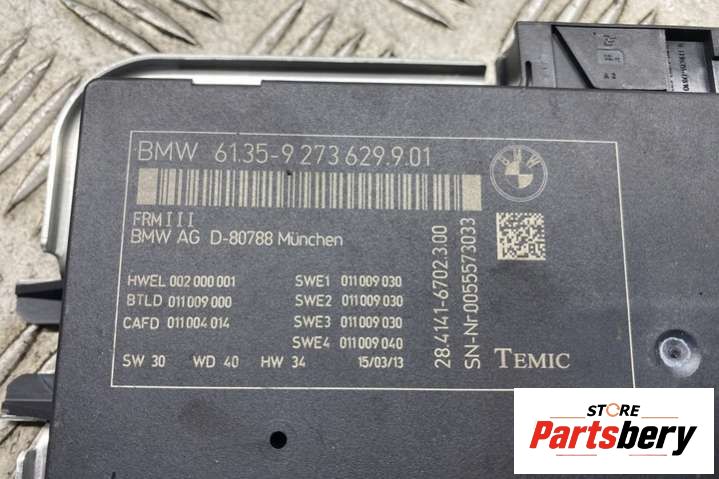 BMW 61.35-9 273 629.9.01
BMW
FRM III
BMW AG D-80788 München
HWEL 002 000 001
BTLD 011 009 000
CAFD 011 004 014
SWE1 011 009 030
SWE2 011 009 030
SWE3 011 009 030
SWE4 011 009 040
SW 30 WD 40 HW 34 15/03/13
28.4141-6702.3.00
SN-Nr 0055573033
TEMIC
STORE
Partsbery